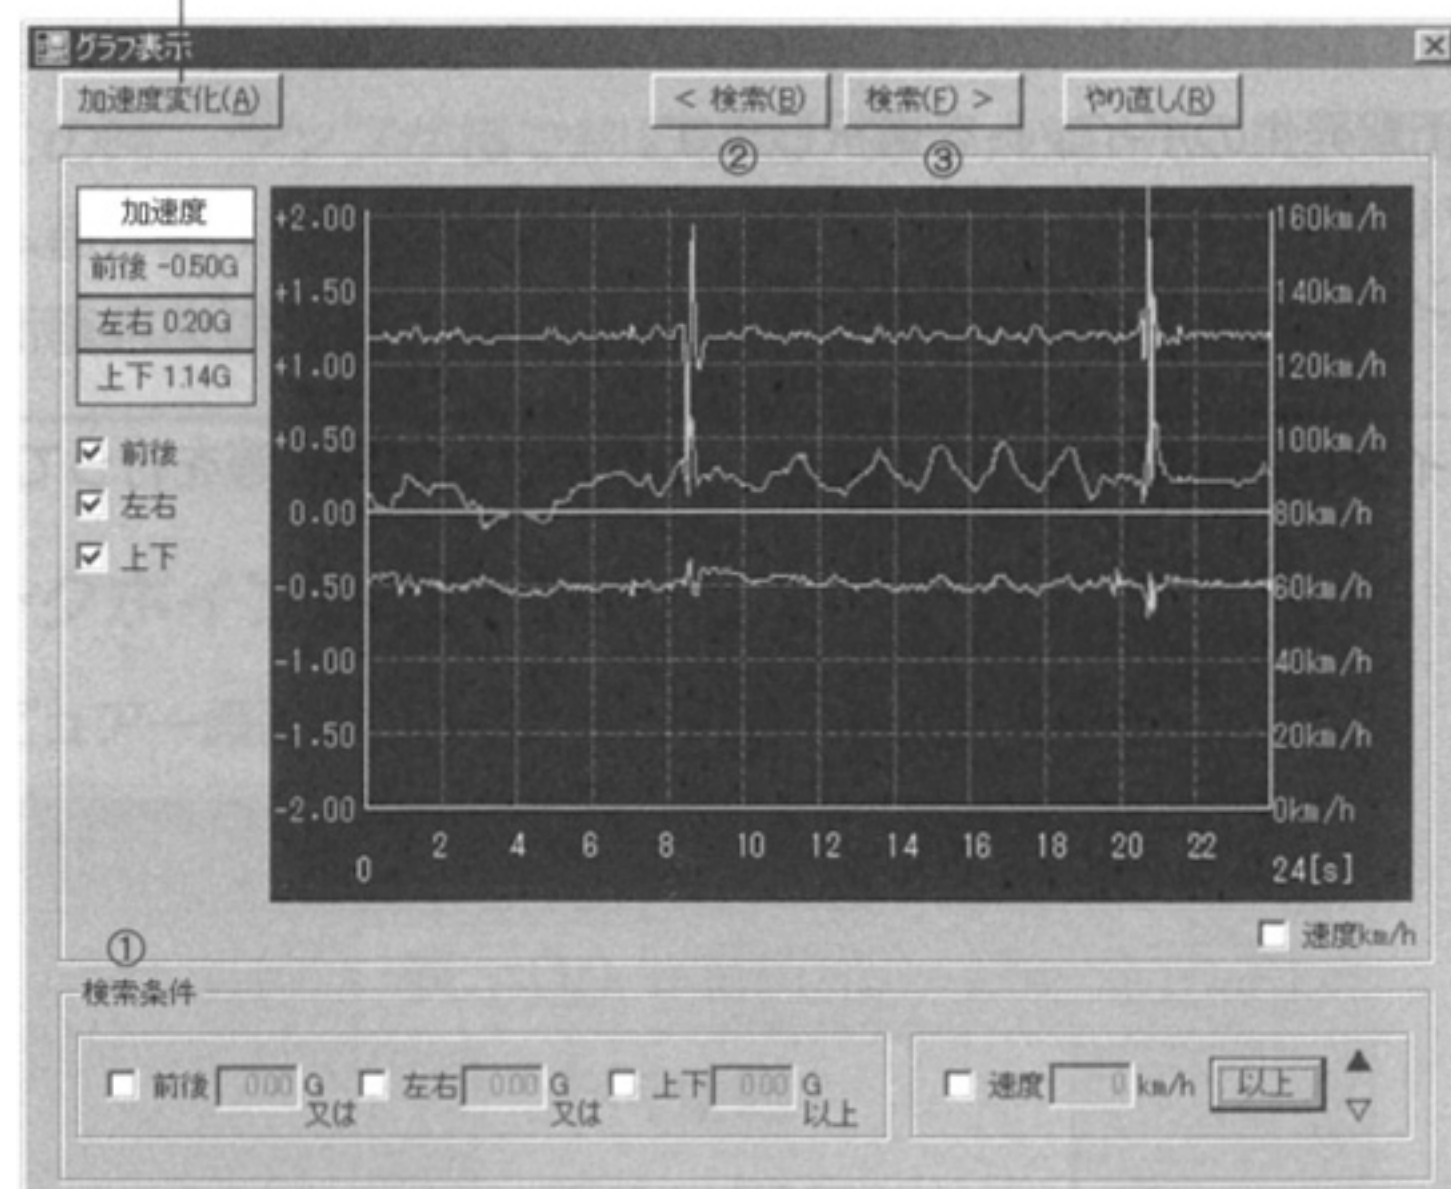 グラフ表示
加速度変化(A)
< 検索(B)
検索(F) >
やり直し(R)
②
③
加速度
前後 -0.50G
左右 0.20G
上下 1.14G
前後
左右
上下
+2.00
+1.50
+1.00
+0.50
0.00
-0.50
-1.00
-1.50
-2.00
160km/h
140km/h
120km/h
100km/h
80km/h
60km/h
40km/h
20km/h
0km/h
0 2 4 6 8 10 12 14 16 18 20 22 24[s]
速度km/h
①
検索条件
前後 0.00 G 又は 左右 0.00 G 又は 上下 0.00 G 以上
速度 0 km/h 以上